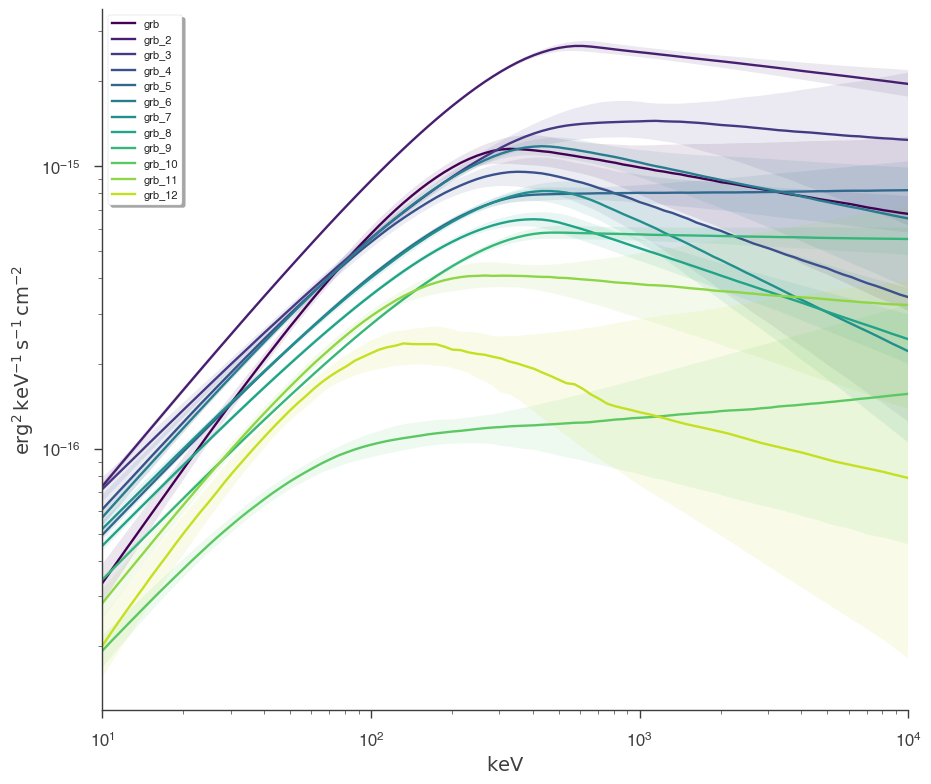 grb
grb_2
grb_3
grb_4
grb_5
grb_6
grb_7
grb_8
grb_9
grb_10
grb_11
grb_12
10⁻¹⁵
10⁻¹⁶
erg² keV⁻¹ s⁻¹ cm⁻²
10¹ 10² 10³ 10⁴
keV